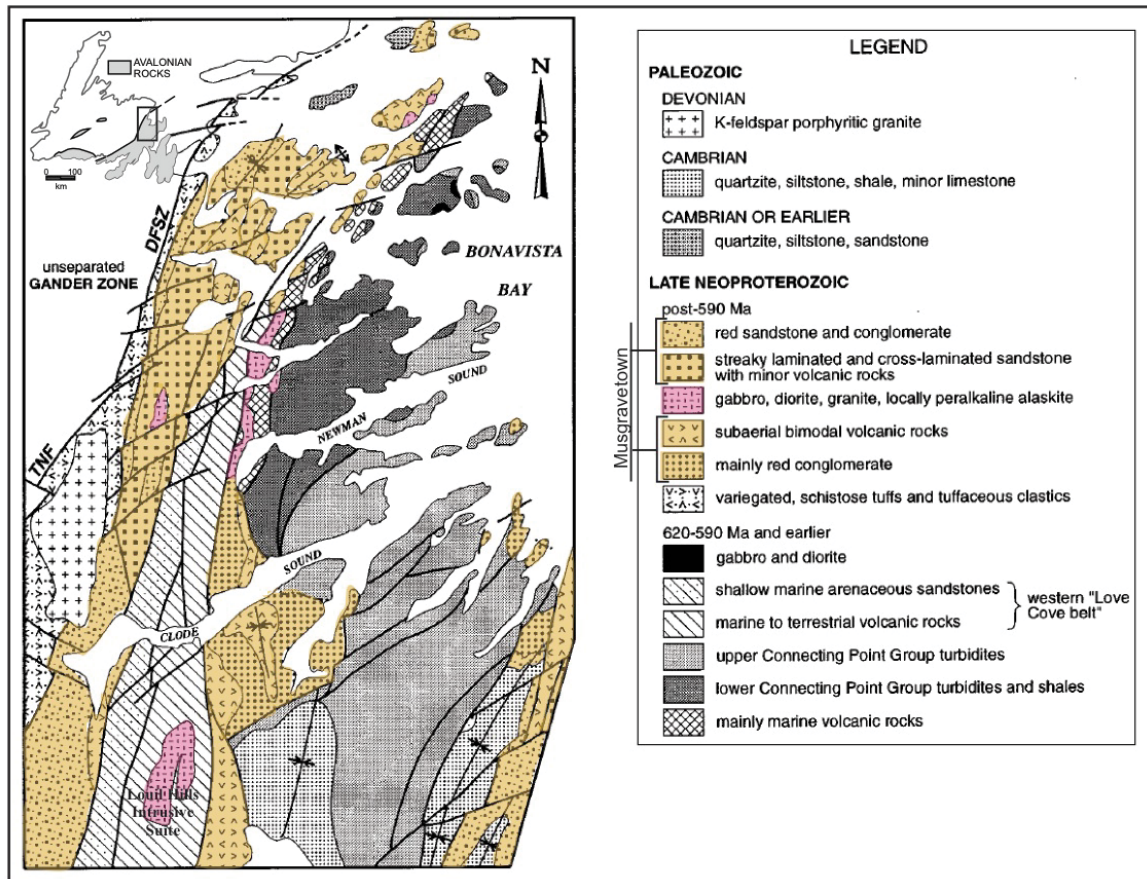 AVALONIAN
ROCKS
0 100
km
N
DFSZ
unseparated
GANDER ZONE
BONAVISTA
BAY
SOUND
NEWMAN
TNF
SOUND
CLODE
Loud Hills
Intrusive
Suite
LEGEND
PALEOZOIC
DEVONIAN
K-feldspar porphyritic granite
CAMBRIAN
quartzite, siltstone, shale, minor limestone
CAMBRIAN OR EARLIER
quartzite, siltstone, sandstone
LATE NEOPROTEROZOIC
post-590 Ma
red sandstone and conglomerate
streaky laminated and cross-laminated sandstone
with minor volcanic rocks
gabbro, diorite, granite, locally peralkaline alaskite
subaerial bimodal volcanic rocks
mainly red conglomerate
Musgravetown
variegated, schistose tuffs and tuffaceous clastics
620-590 Ma and earlier
gabbro and diorite
shallow marine arenaceous sandstones
marine to terrestrial volcanic rocks
western "Love
Cove belt"
upper Connecting Point Group turbidites
lower Connecting Point Group turbidites and shales
mainly marine volcanic rocks